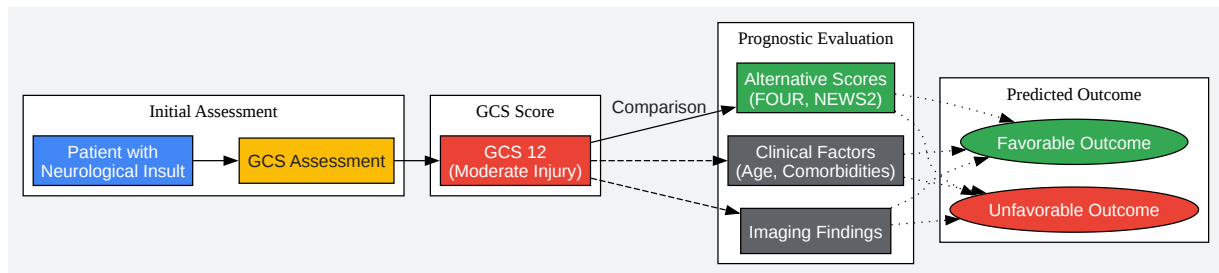 Initial Assessment
Patient with
Neurological Insult
GCS Assessment
GCS Score
GCS 12
(Moderate Injury)
Comparison
Prognostic Evaluation
Alternative Scores
(FOUR, NEWS2)
Clinical Factors
(Age, Comorbidities)
Imaging Findings
Predicted Outcome
Favorable Outcome
Unfavorable Outcome